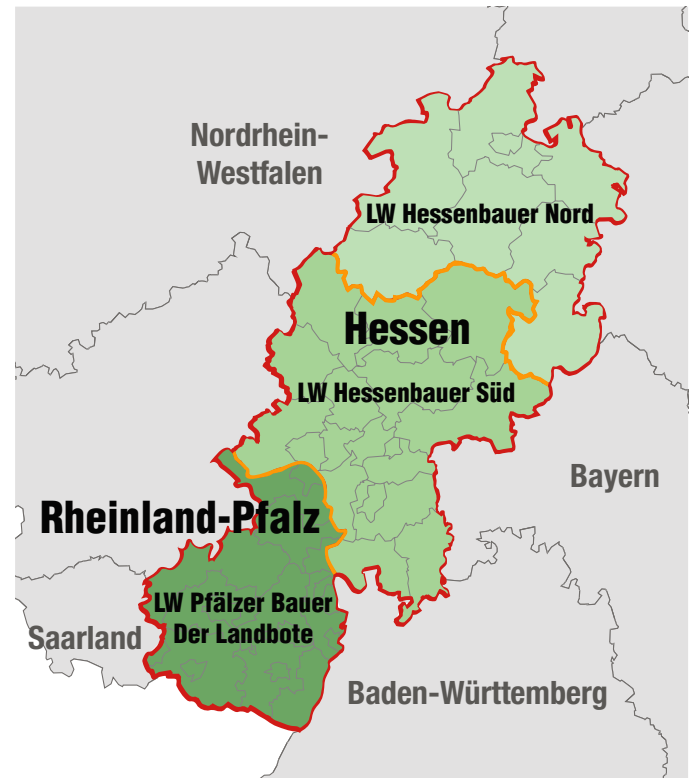 Nordrhein-
Westfalen
LW Hessenbauer Nord
Hessen
LW Hessenbauer Süd
Bayern
Rheinland-Pfalz
LW Pfälzer Bauer
Der Landbote
Saarland
Baden-Württemberg